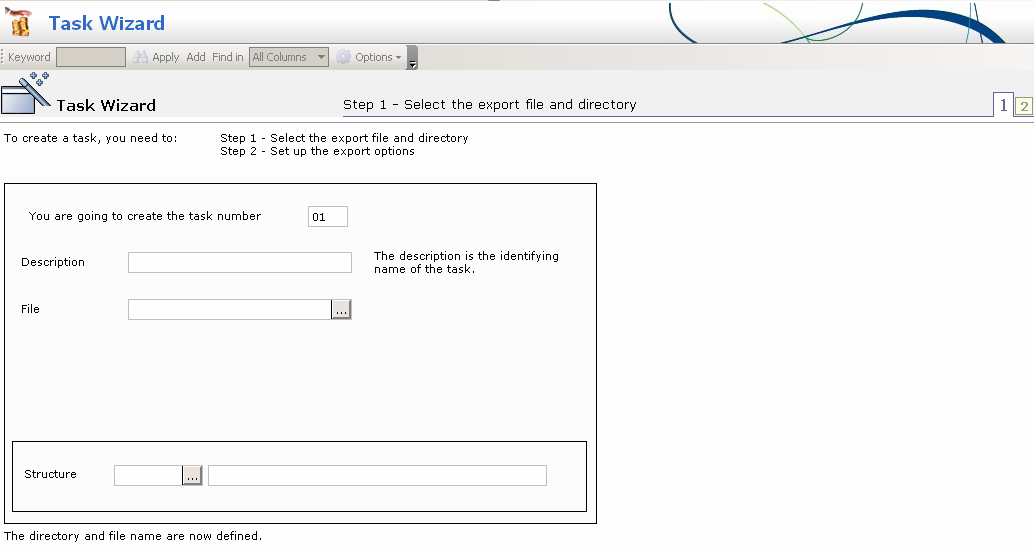 Task Wizard
Keyword Apply Add Find in All Columns Options
Task Wizard Step 1 - Select the export file and directory 1 2
To create a task, you need to: Step 1 - Select the export file and directory
Step 2 - Set up the export options
You are going to create the task number 01
Description The description is the identifying
name of the task.
File ...
Structure ...
The directory and file name are now defined.